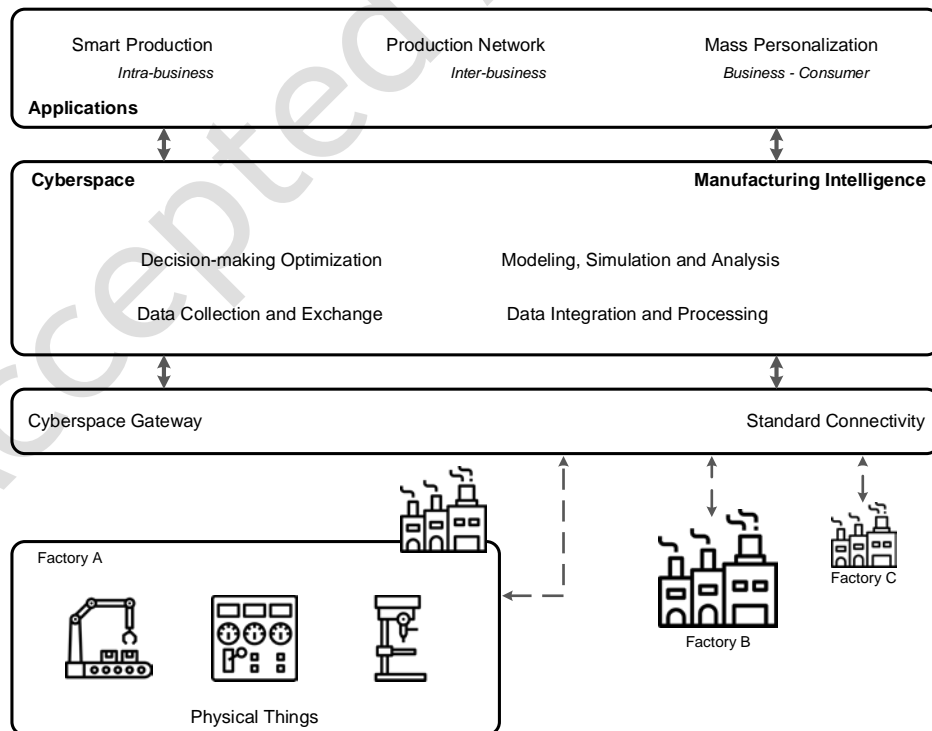 Smart Production
Production Network
Mass Personalization
Intra-business
Inter-business
Business - Consumer
Applications
Cyberspace
Manufacturing Intelligence
Decision-making Optimization
Modeling, Simulation and Analysis
Data Collection and Exchange
Data Integration and Processing
Cyberspace Gateway
Standard Connectivity
Factory A
Factory C
Factory B
Physical Things
Accepted